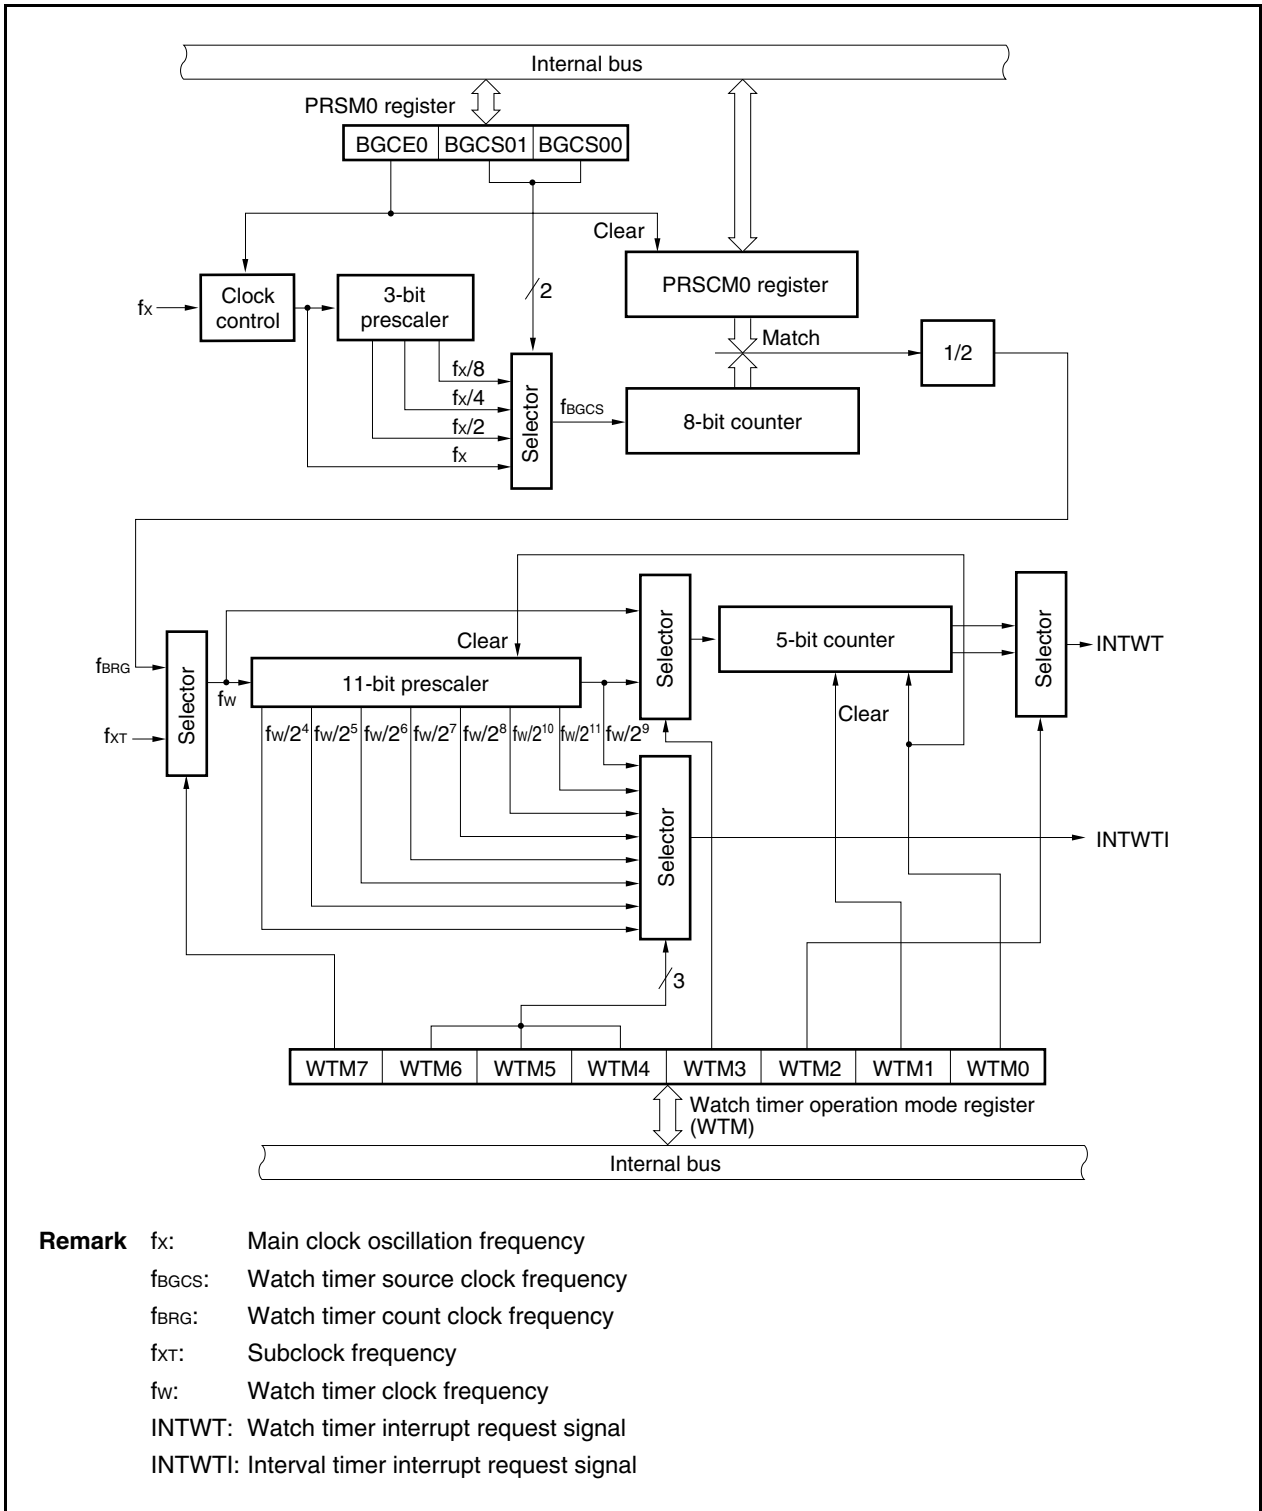 Internal bus
PRSM0 register
BGCE0 BGCS01 BGCS00
Clear
fX
Clock
control
3-bit
prescaler
2
PRSCM0 register
Match
1/2
fX/8
fX/4
fX/2
fX
Selector
fBGCS
8-bit counter
fBRG
fXT
Selector
fW
Clear
11-bit prescaler
fW/2⁴ fW/2⁵ fW/2⁶ fW/2⁷ fW/2⁸ fW/2¹⁰ fW/2¹¹ fW/2⁹
Selector
5-bit counter
Clear
Selector
INTWT
Selector
INTWTI
3
WTM7 WTM6 WTM5 WTM4 WTM3 WTM2 WTM1 WTM0
Watch timer operation mode register
(WTM)
Internal bus
Remark fX: Main clock oscillation frequency
fBGCS: Watch timer source clock frequency
fBRG: Watch timer count clock frequency
fXT: Subclock frequency
fW: Watch timer clock frequency
INTWT: Watch timer interrupt request signal
INTWTI: Interval timer interrupt request signal